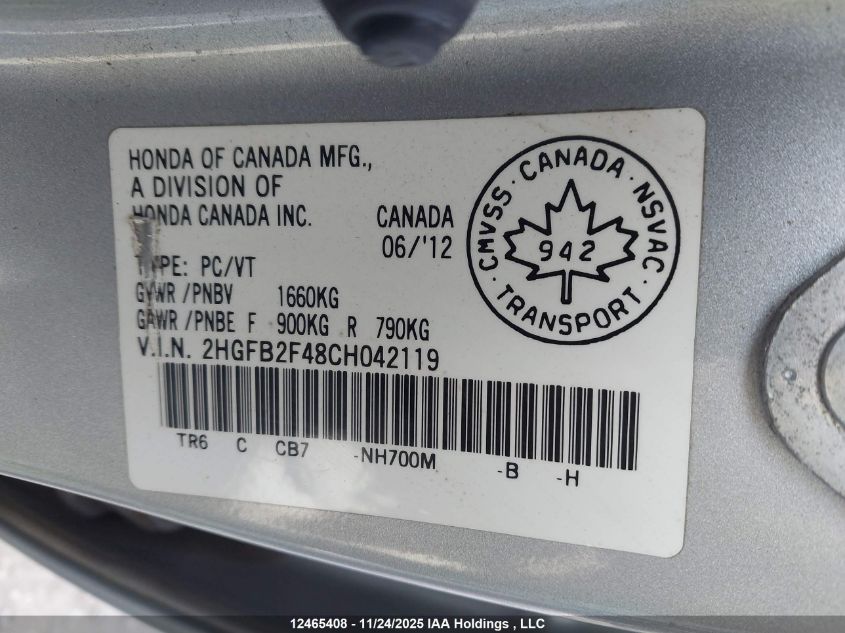 HONDA OF CANADA MFG.,
A DIVISION OF
HONDA CANADA INC. CANADA
06/'12
TYPE: PC/VT
GVWR/PNBV 1660KG
GAWR/PNBE F 900KG R 790KG
V.I.N. 2HGFB2F48CH042119
TR6 C CB7 -NH700M -B -H
CMVSS · CANADA · NSVAC
942
· TRANSPORT ·
12465408 - 11/24/2025 IAA Holdings , LLC